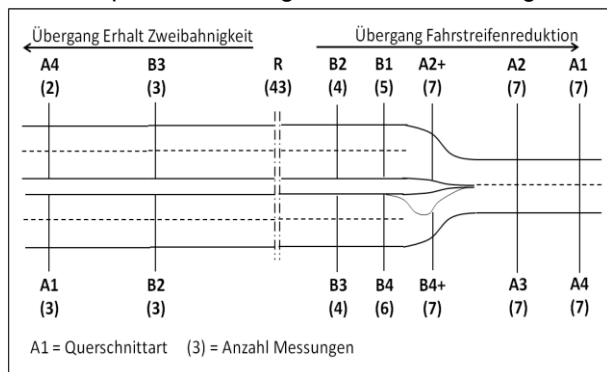 Übergang Erhalt Zweibahnigkeit Übergang Fahrstreifenreduktion
A4 B3 R B2 B1 A2+ A2 A1
(2) (3) (43) (4) (5) (7) (7) (7)
A1 B2 B3 B4 B4+ A3 A4
(3) (3) (4) (6) (7) (7) (7)
A1 = Querschnittart (3) = Anzahl Messungen